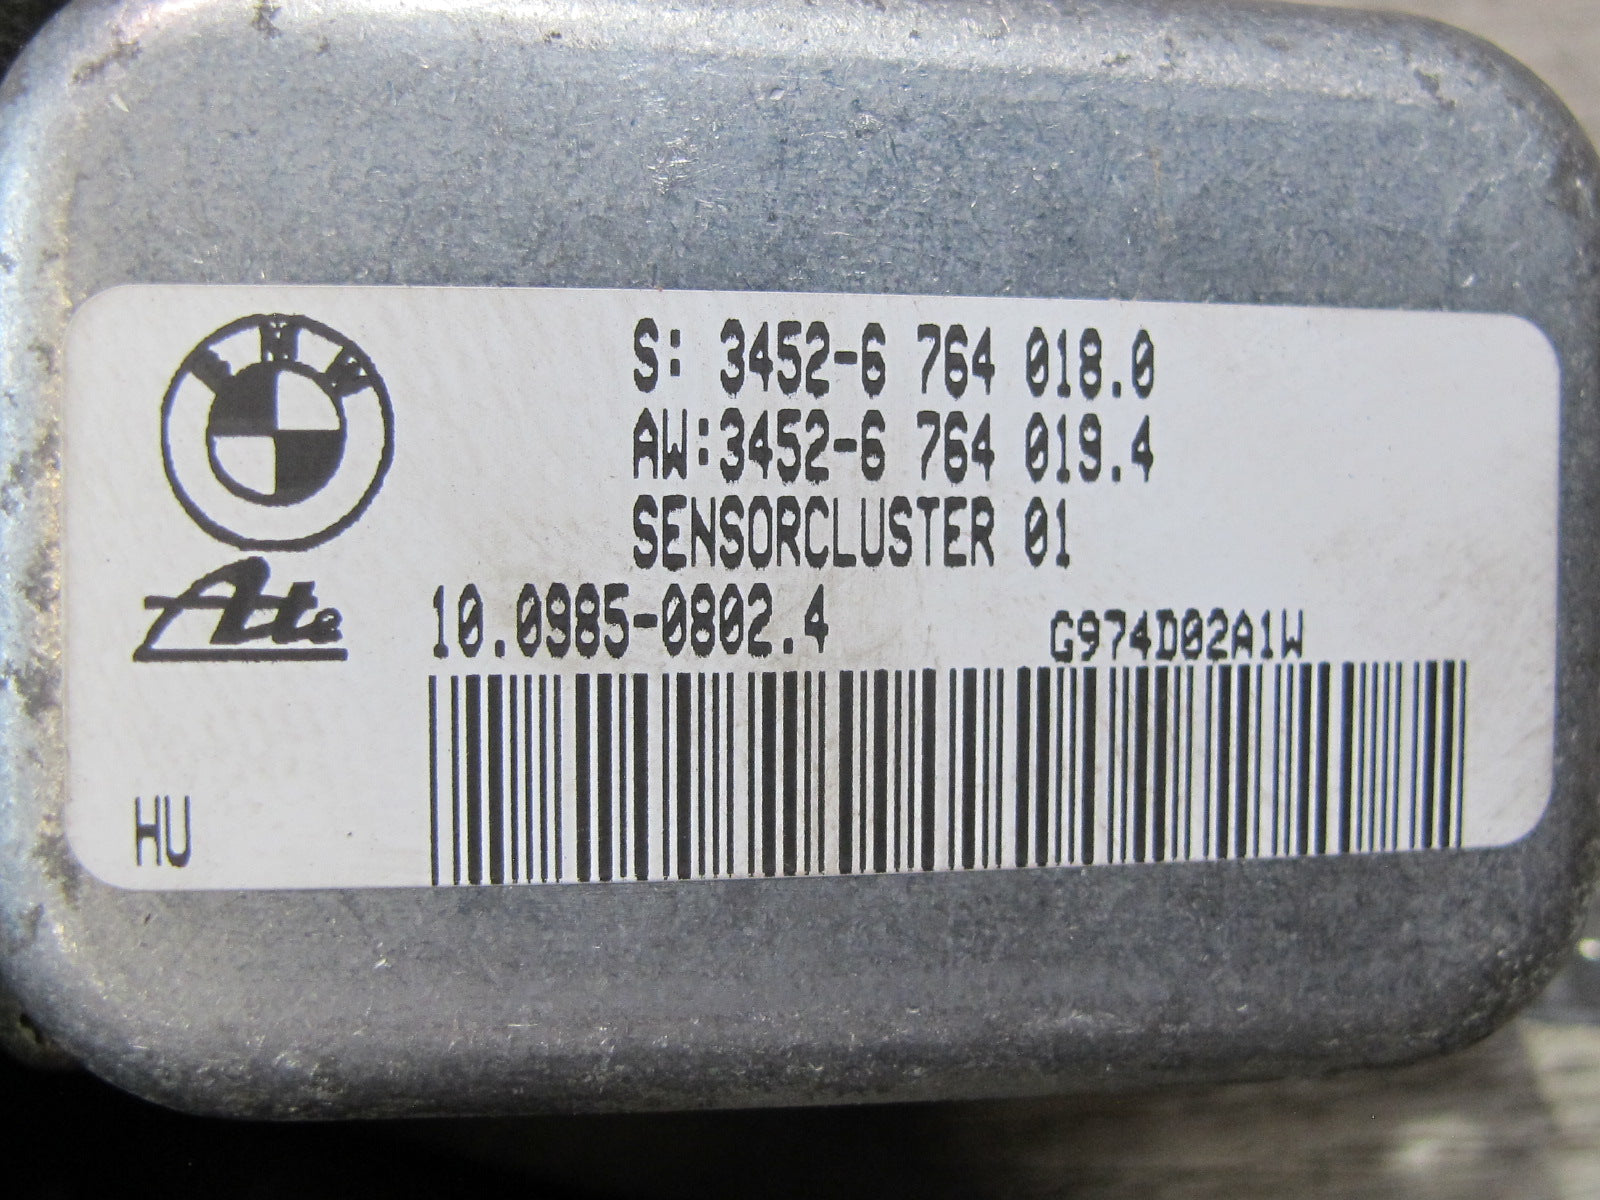 BMW
S: 3452-6 764 018.0
AW:3452-6 764 019.4
SENSORCLUSTER 01
Ate
10.0985-0802.4 G974D02A1W
HU